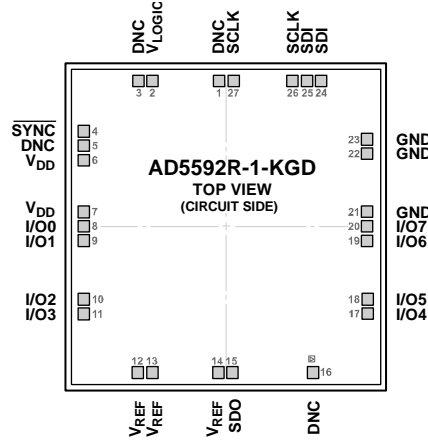 DNC
VLOGIC
DNC
SCLK
SCLK
SDI
SDI
3 2 1 27 26 25 24
SYNC 4
DNC 5
VDD 6
23 GND
22 GND
AD5592R-1-KGD
TOP VIEW
(CIRCUIT SIDE)
VDD 7
I/O0 8
I/O1 9
21 GND
20 I/O7
19 I/O6
I/O2 10
I/O3 11
18 I/O5
17 I/O4
12 13 14 15 16
VREF
VREF
VREF
SDO
DNC